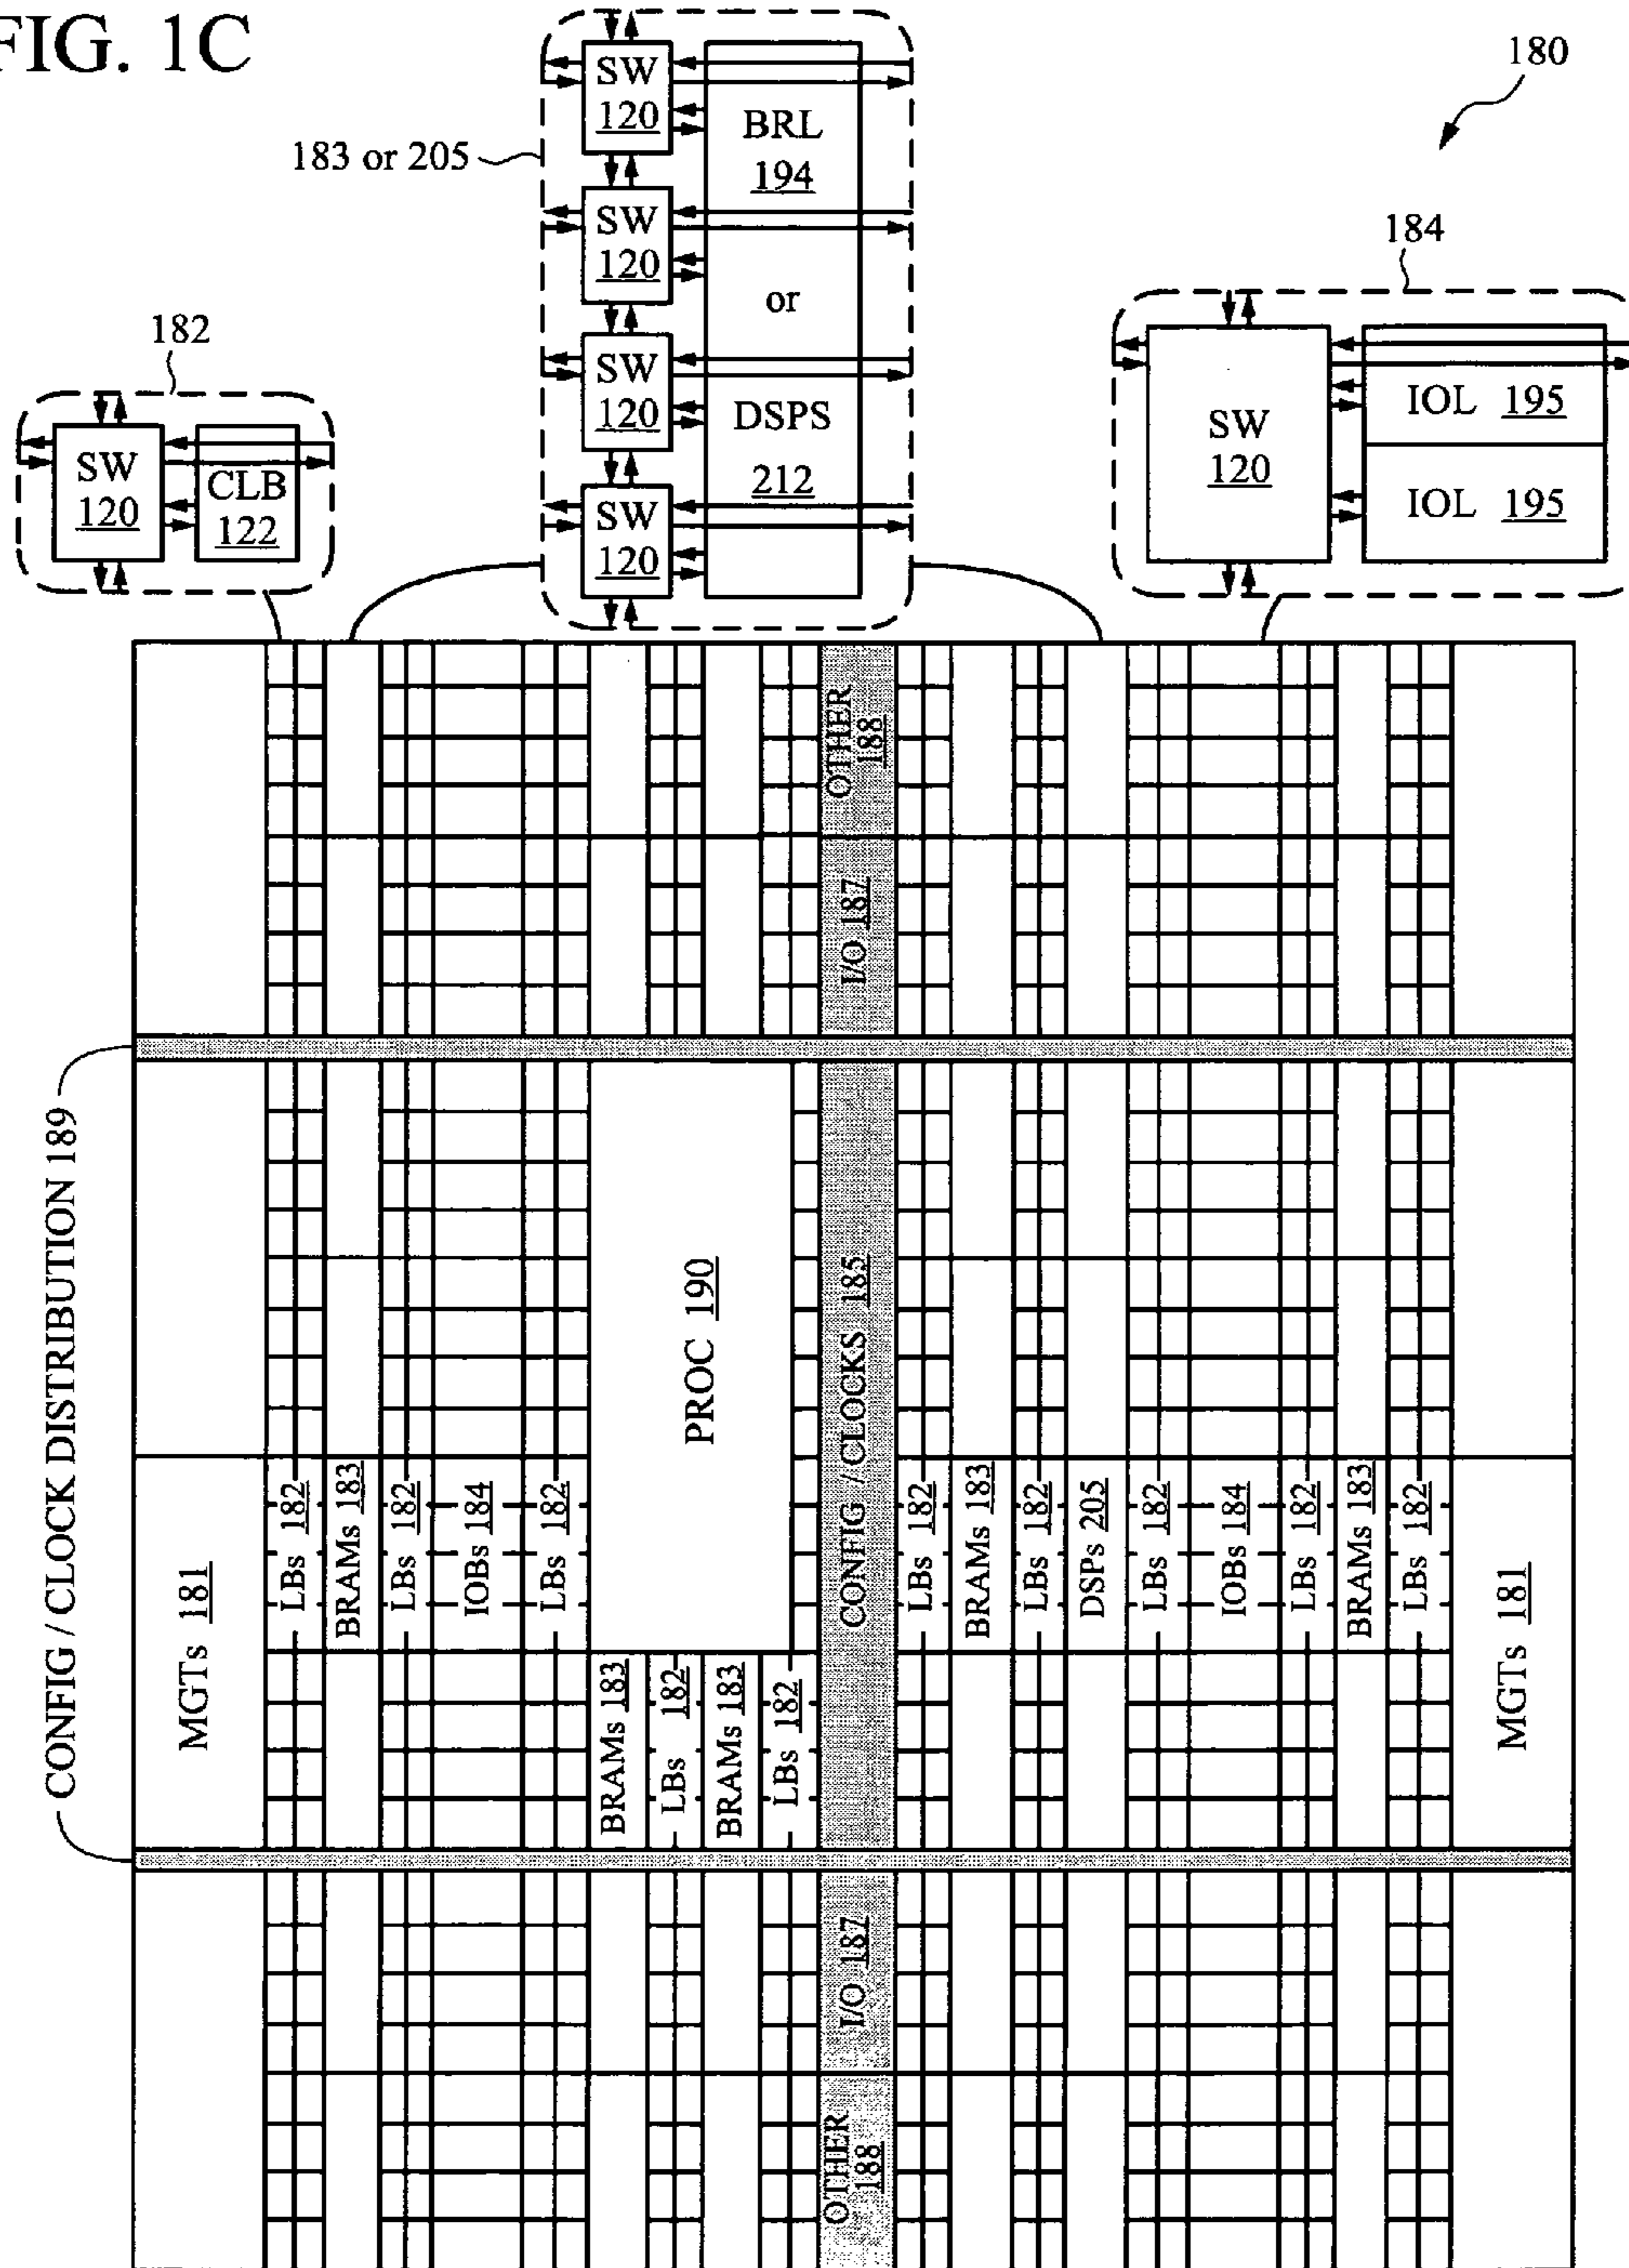 FIG. 1C
180
183 or 205
SW
120
SW
120
SW
120
SW
120
BRL
194
or
DSPS
212
184
SW
120
IOL 195
IOL 195
182
SW
120
CLB
122
OTHER
188
I/O 187
CONFIG / CLOCK DISTRIBUTION 189
PROC 190
CONFIG / CLOCKS 185
MGTs 181
LBs 182
BRAMs 183
LBs 182
IOBs 184
LBs 182
BRAMs 183
LBs 182
BRAMs 183
LBs 182
LBs 182
BRAMs 183
LBs 182
DSPs 205
LBs 182
IOBs 184
LBs 182
BRAMs 183
LBs 182
MGTs 181
I/O 187
OTHER
188